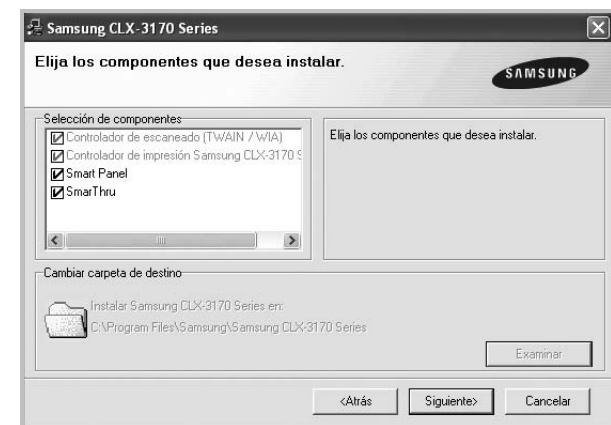 Samsung CLX-3170 Series
Elija los componentes que desea instalar.
SAMSUNG
Selección de componentes
Controlador de escaneado (TWAIN / WIA)
Controlador de impresión Samsung CLX-3170 S
Smart Panel
SmarThru
Elija los componentes que desea instalar.
Cambiar carpeta de destino
Instalar Samsung CLX-3170 Series en:
C:\Program Files\Samsung\Samsung CLX-3170 Series
Examinar
<Atrás
Siguiente>
Cancelar